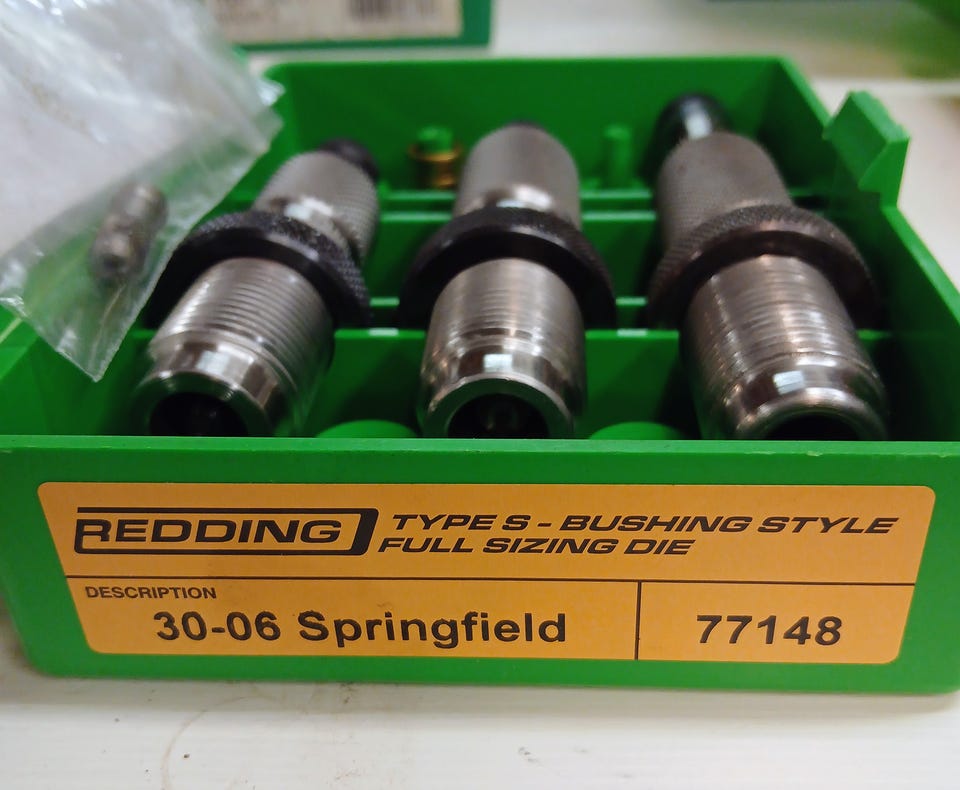 REDDING
TYPE S - BUSHING STYLE
FULL SIZING DIE
DESCRIPTION
30-06 Springfield
77148